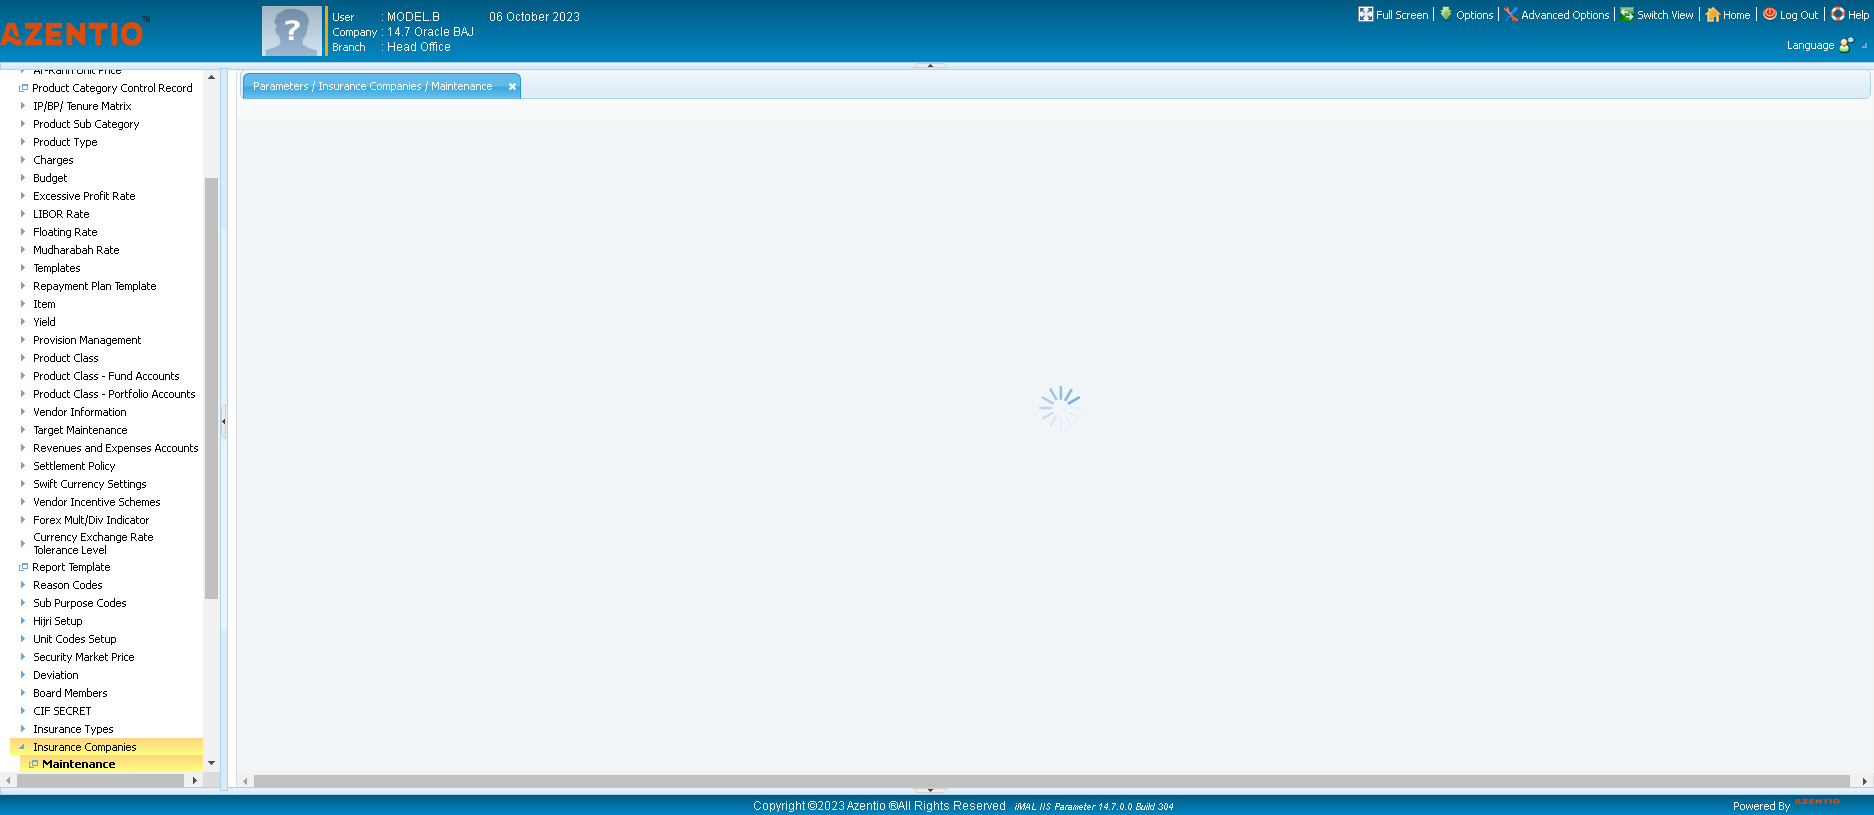 AZENTIO™
User : MODEL.B 06 October 2023
Company : 14.7 Oracle BAJ
Branch : Head Office
Full Screen
Options
Advanced Options
Switch View
Home
Log Out
Help
Language
Parameters / Insurance Companies / Maintenance
Al-Rahn Unit Price
Product Category Control Record
IP/BP/ Tenure Matrix
Product Sub Category
Product Type
Charges
Budget
Excessive Profit Rate
LIBOR Rate
Floating Rate
Mudharabah Rate
Templates
Repayment Plan Template
Item
Yield
Provision Management
Product Class
Product Class - Fund Accounts
Product Class - Portfolio Accounts
Vendor Information
Target Maintenance
Revenues and Expenses Accounts
Settlement Policy
Swift Currency Settings
Vendor Incentive Schemes
Forex Mult/Div Indicator
Currency Exchange Rate
Tolerance Level
Report Template
Reason Codes
Sub Purpose Codes
Hijri Setup
Unit Codes Setup
Security Market Price
Deviation
Board Members
CIF SECRET
Insurance Types
Insurance Companies
Maintenance
Copyright ©2023 Azentio ®All Rights Reserved iMAL IIS Parameter 14.7.0.0 Build 304
Powered By AZENTIO